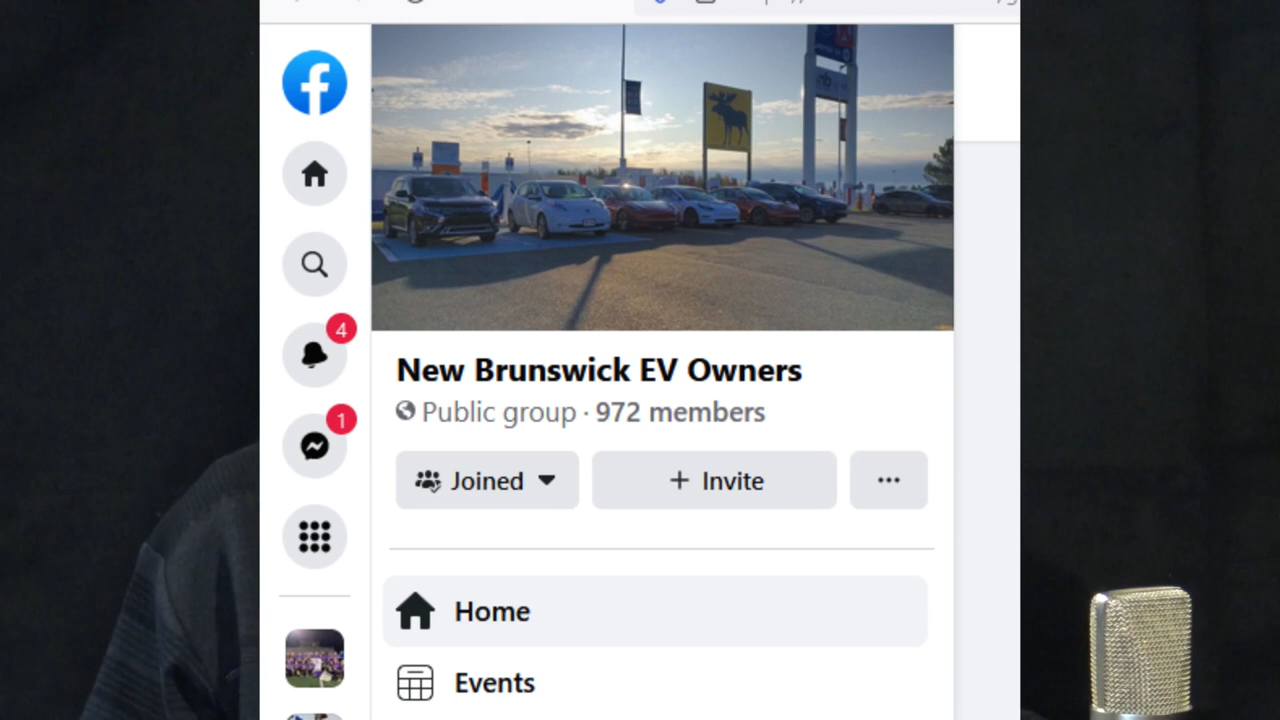 4
1
New Brunswick EV Owners
Public group · 972 members
Joined
+ Invite
...
Home
Events